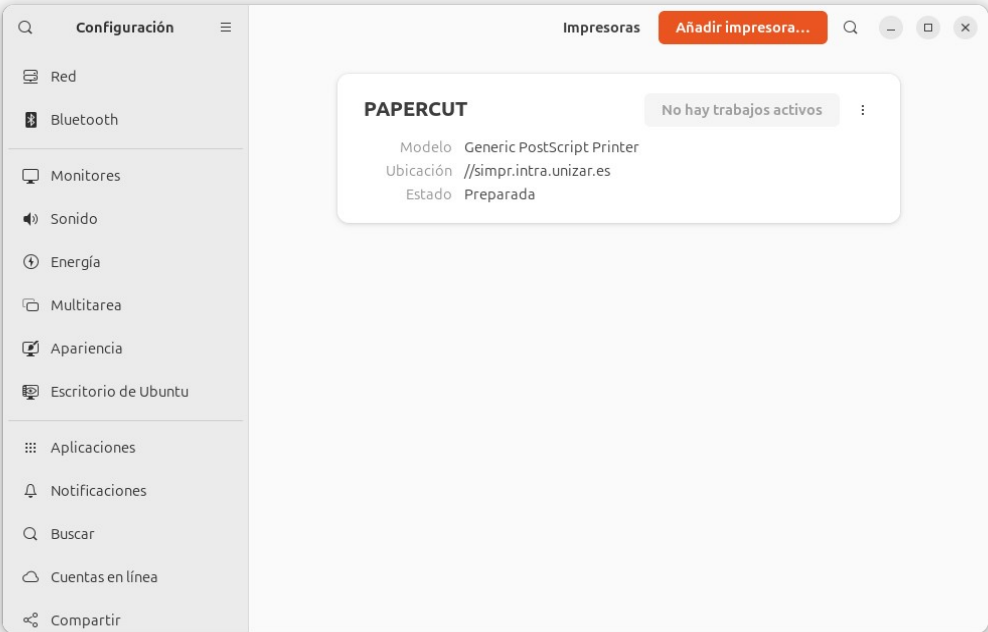 Configuración
Impresoras
Añadir impresora...
Red
Bluetooth
Monitores
Sonido
Energía
Multitarea
Apariencia
Escritorio de Ubuntu
Aplicaciones
Notificaciones
Buscar
Cuentas en línea
Compartir
PAPERCUT
No hay trabajos activos
Modelo Generic PostScript Printer
Ubicación //simpr.intra.unizar.es
Estado Preparada